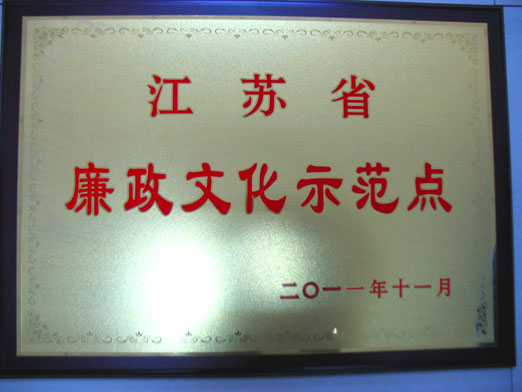 江苏省
廉政文化示范点
二〇一一年十一月